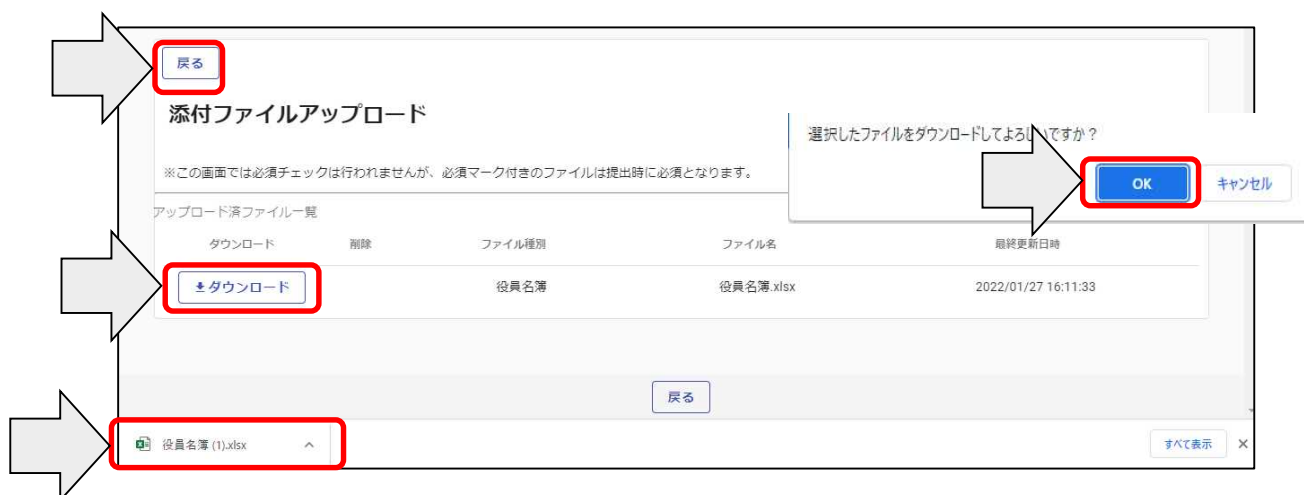 戻る
添付ファイルアップロード
選択したファイルをダウンロードしてよろしいですか？
OK
キャンセル
※この画面では必須チェックは行われませんが、必須マーク付きのファイルは提出時に必須となります。
アップロード済ファイル一覧
ダウンロード 削除 ファイル種別 ファイル名 最終更新日時
ダウンロード 役員名簿 役員名簿.xlsx 2022/01/27 16:11:33
戻る
役員名簿 (1).xlsx
すべて表示